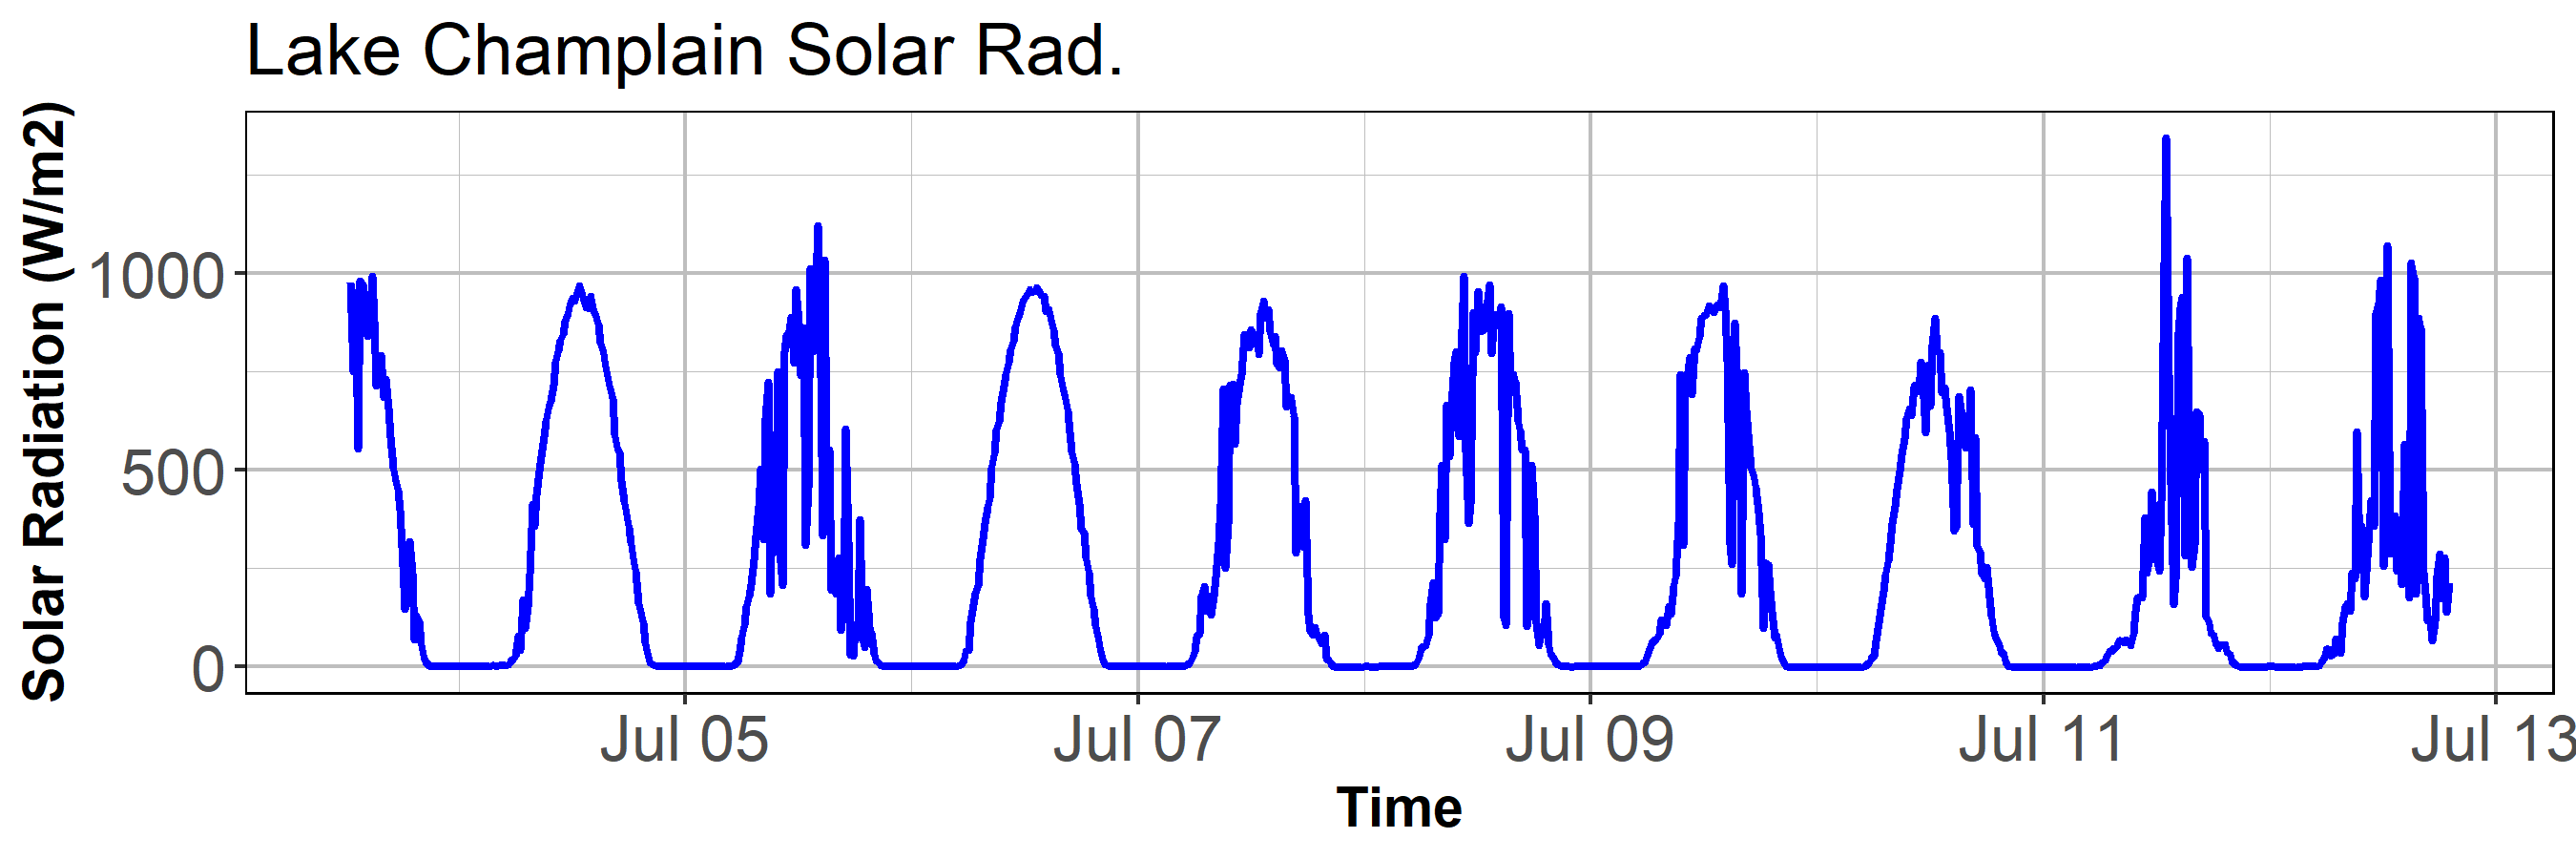 Lake Champlain Solar Rad.
Solar Radiation (W/m2)
1000
500
0
Jul 05 Jul 07 Jul 09 Jul 11 Jul 13
Time